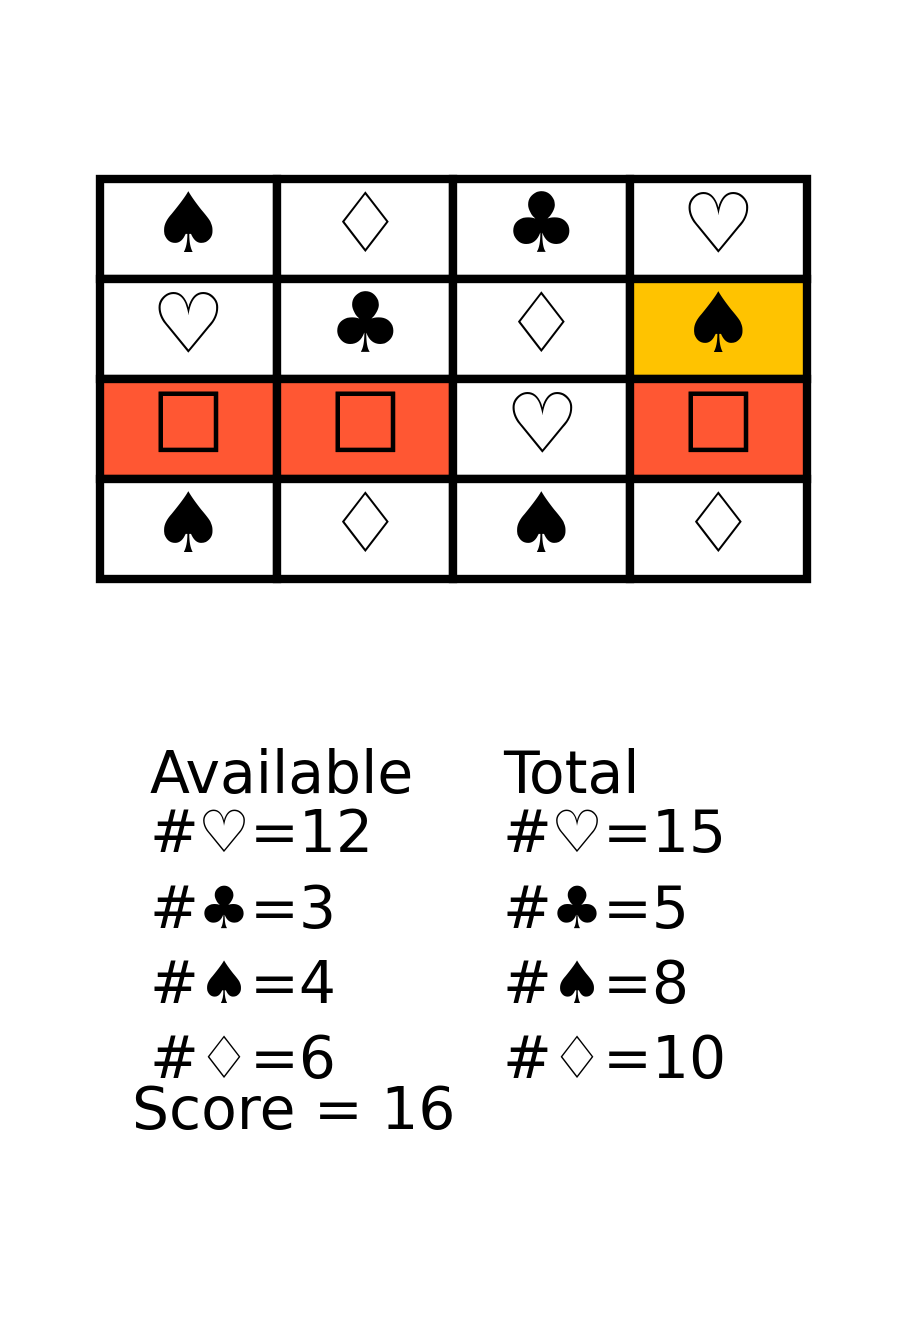 ♠ ♢ ♣ ♡
♡ ♣ ♢ ♠
□ □ ♡ □
♠ ♢ ♠ ♢
Available Total
#♡=12 #♡=15
#♣=3 #♣=5
#♠=4 #♠=8
#♢=6 #♢=10
Score = 16